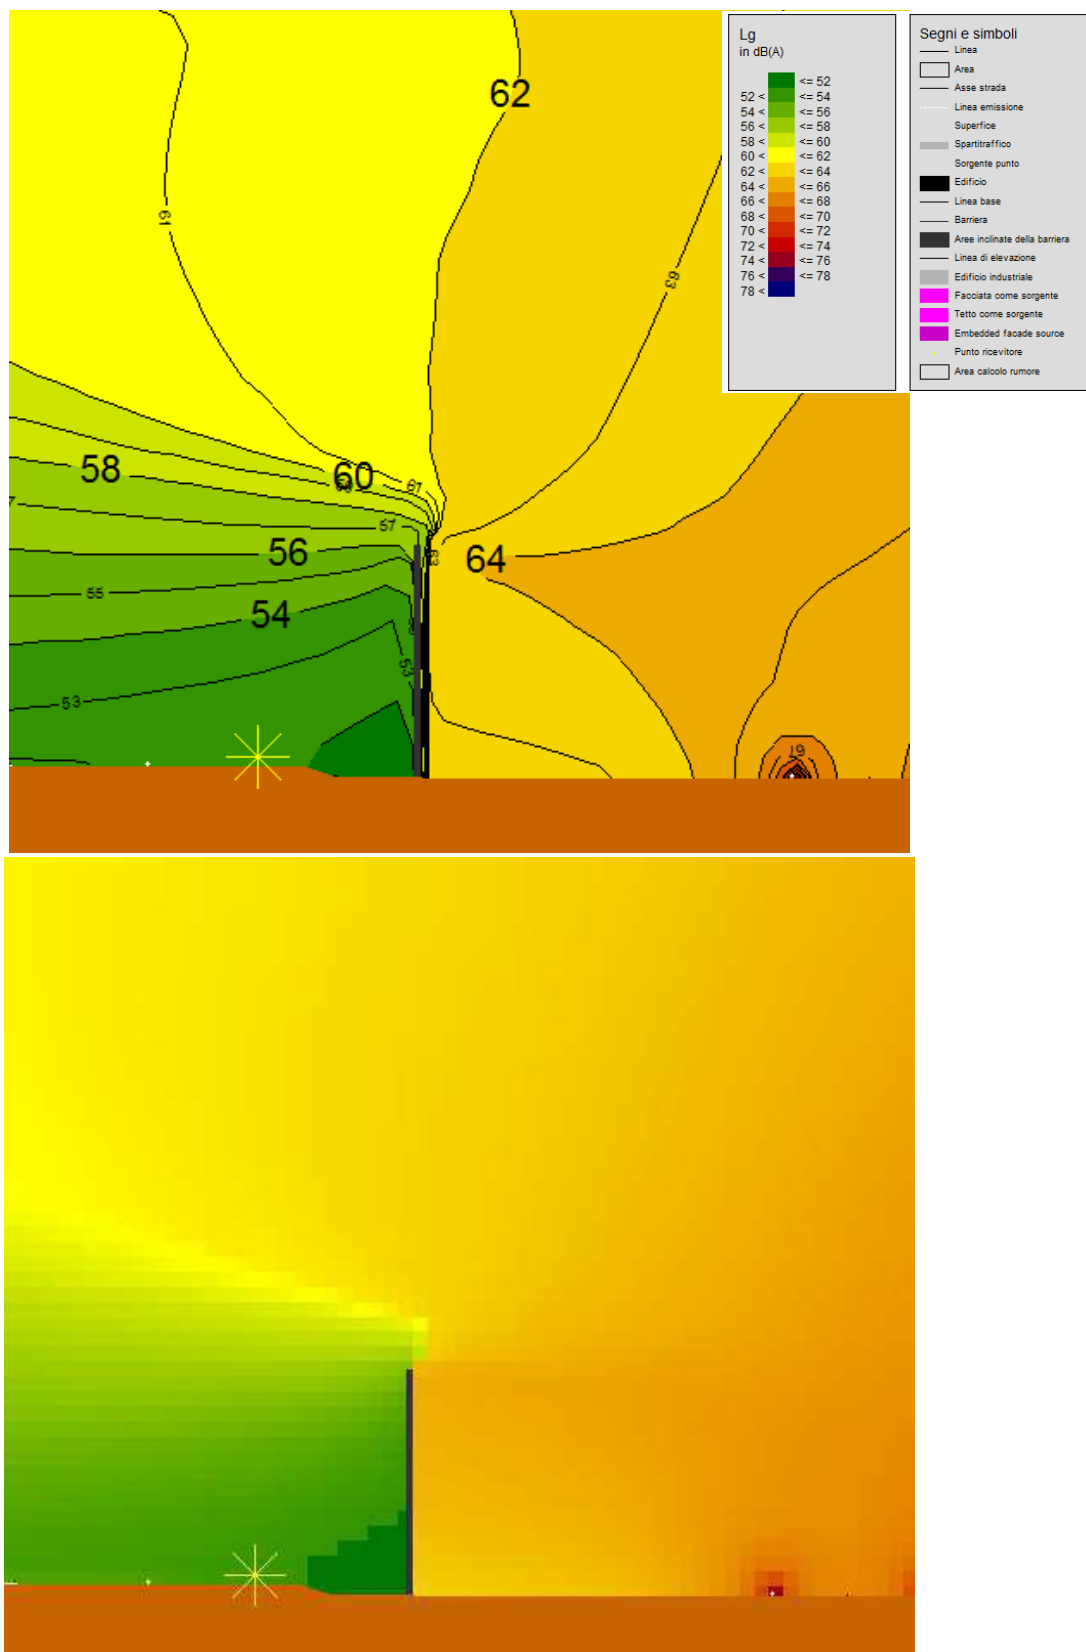 Lg
in dB(A)
<= 52
52 < <= 54
54 < <= 56
56 < <= 58
58 < <= 60
60 < <= 62
62 < <= 64
64 < <= 66
66 < <= 68
68 < <= 70
70 < <= 72
72 < <= 74
74 < <= 76
76 < <= 78
78 <
Segni e simboli
Linea
Area
Asse strada
Linea emissione
Superfice
Spartitraffico
Sorgente punto
Edificio
Linea base
Barriera
Aree inclinate della barriera
Linea di elevazione
Edificio industriale
Facciata come sorgente
Tetto come sorgente
Embedded facade source
Punto ricevitore
Area calcolo rumore
62
61
63
58
60
61
57
56
63
64
55
54
53
53
67